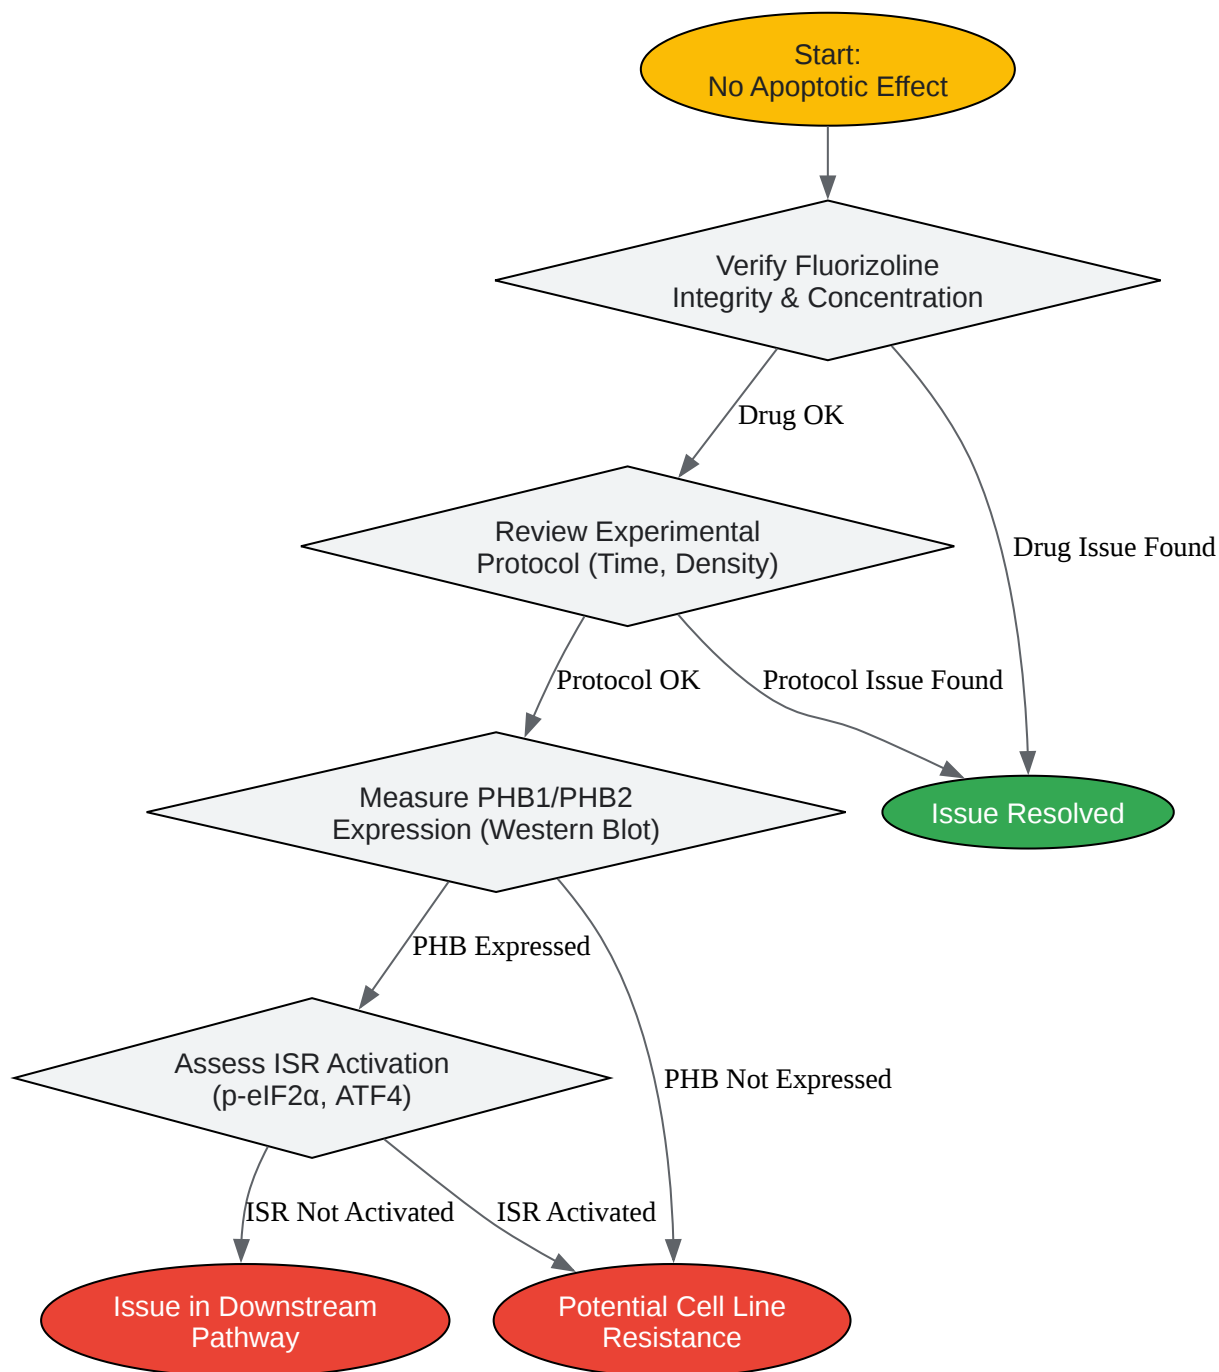 Start:
No Apoptotic Effect
Verify Fluorizoline
Integrity & Concentration
Drug OK
Review Experimental
Protocol (Time, Density)
Drug Issue Found
Protocol OK
Protocol Issue Found
Measure PHB1/PHB2
Expression (Western Blot)
Issue Resolved
PHB Expressed
Assess ISR Activation
(p-eIF2α, ATF4)
PHB Not Expressed
ISR Not Activated
ISR Activated
Issue in Downstream
Pathway
Potential Cell Line
Resistance